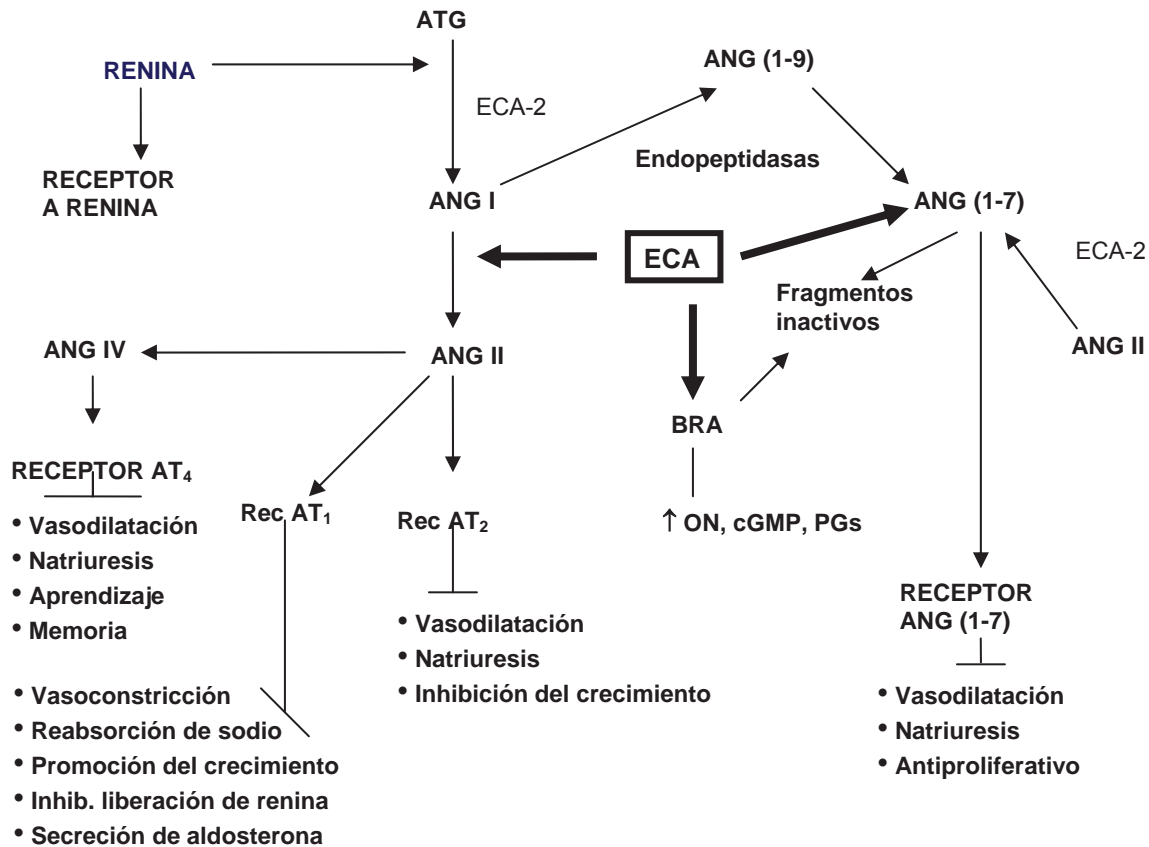 ATG
RENINA
ANG (1-9)
ECA-2
Endopeptidasas
RECEPTOR
A RENINA
ANG I
ANG (1-7)
ECA
ECA-2
Fragmentos
inactivos
ANG IV
ANG II
ANG II
BRA
RECEPTOR AT₄
• Vasodilatación
• Natriuresis
• Aprendizaje
• Memoria
Rec AT₁
Rec AT₂
↑ ON, cGMP, PGs
• Vasodilatación
• Natriuresis
• Inhibición del crecimiento
RECEPTOR
ANG (1-7)
• Vasodilatación
• Natriuresis
• Antiproliferativo
• Vasoconstricción
• Reabsorción de sodio
• Promoción del crecimiento
• Inhib. liberación de renina
• Secreción de aldosterona